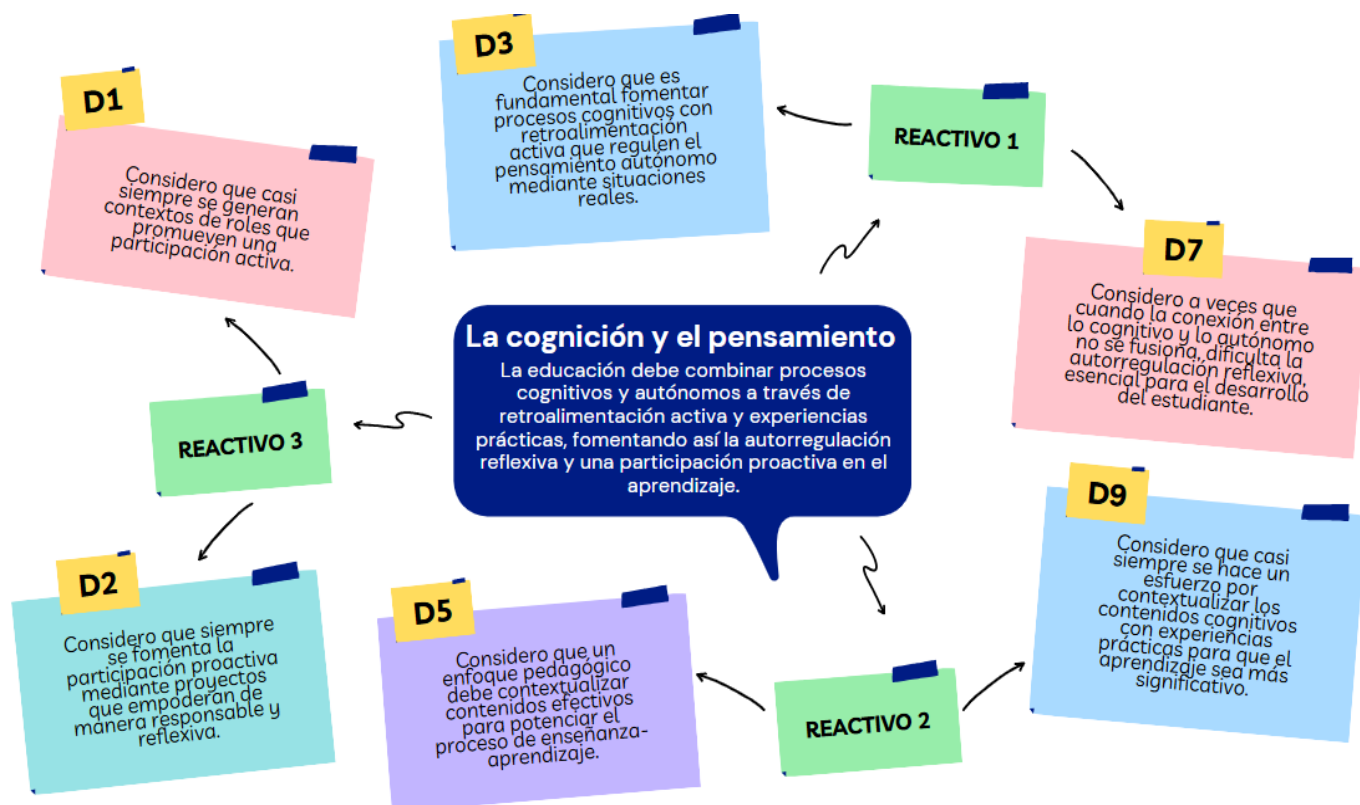 D3
Considero que es
fundamental fomentar
procesos cognitivos con
retroalimentación
activa que regulen el
pensamiento autónomo
mediante situaciones
reales.
D1
Considero que casi
siempre se generan
contextos de roles que
promueven una
participación activa.
REACTIVO 1
D7
Considero a veces que
cuando la conexión entre
lo cognitivo y lo autónomo
no se fusiona, dificulta la
autorregulación reflexiva,
esencial para el desarrollo
del estudiante.
La cognición y el pensamiento
La educación debe combinar procesos
cognitivos y autónomos a través de
retroalimentación activa y experiencias
prácticas, fomentando así la autorregulación
reflexiva y una participación proactiva en el
aprendizaje.
REACTIVO 3
D9
Considero que casi
siempre se hace un
esfuerzo por
contextualizar los
contenidos cognitivos
con experiencias
prácticas para que el
aprendizaje sea más
significativo.
D2
Considero que siempre
se fomenta la
participación proactiva
mediante proyectos
que empoderan de
manera responsable y
reflexiva.
D5
Considero que un
enfoque pedagógico
debe contextualizar
contenidos efectivos
para potenciar el
proceso de enseñanza-
aprendizaje.
REACTIVO 2